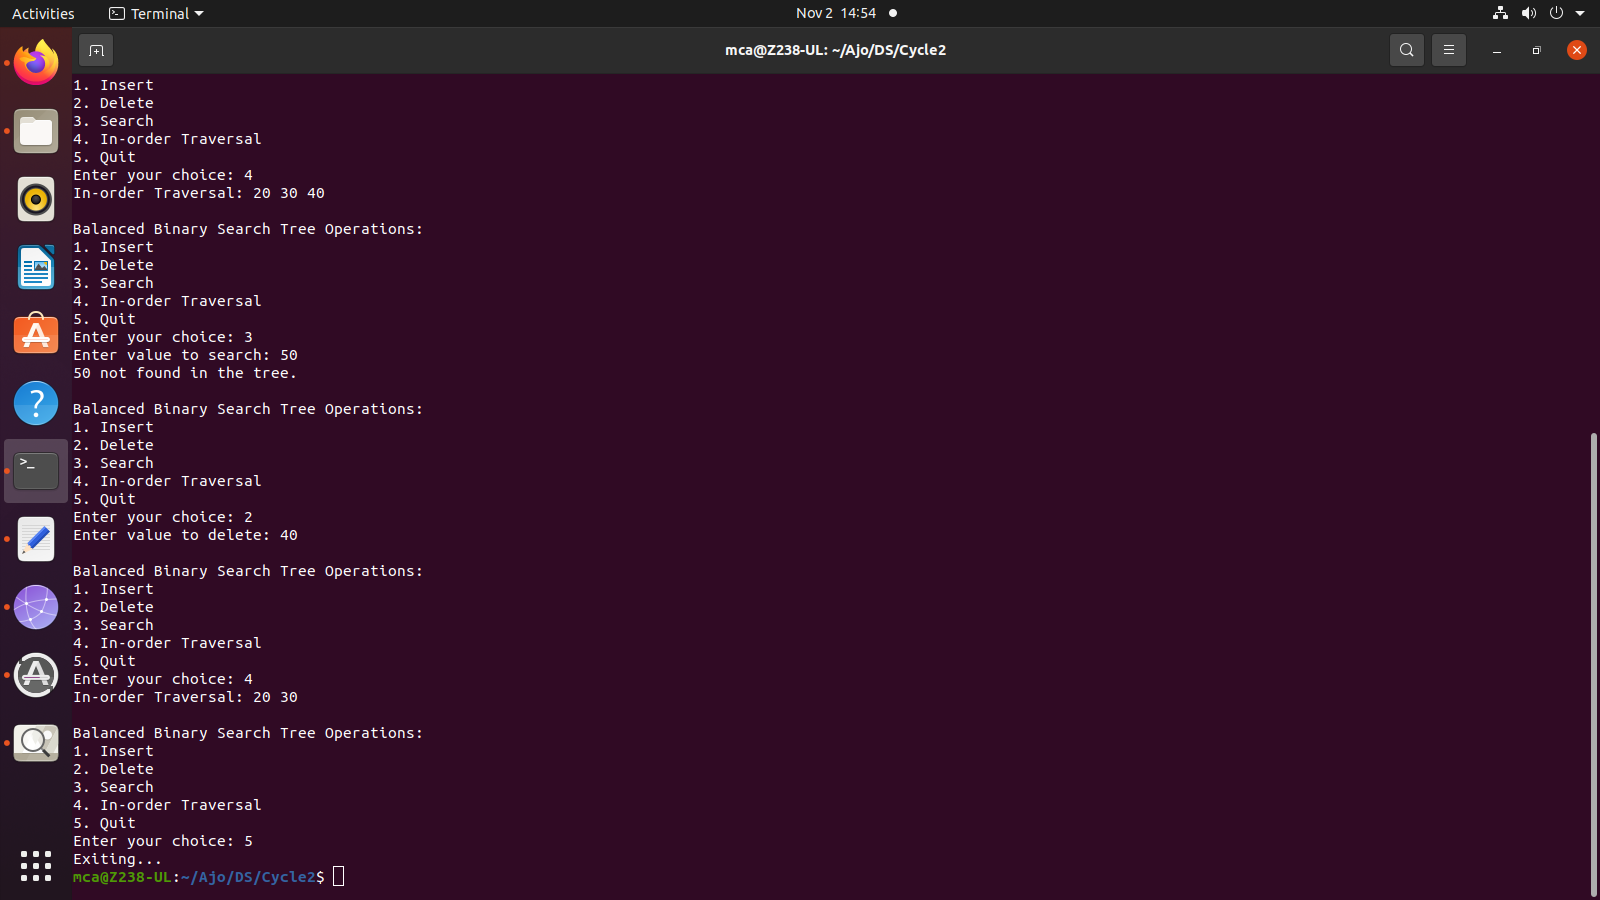 Activities Terminal Nov 2 14:54
mca@Z238-UL: ~/Ajo/DS/Cycle2
1. Insert
2. Delete
3. Search
4. In-order Traversal
5. Quit
Enter your choice: 4
In-order Traversal: 20 30 40
Balanced Binary Search Tree Operations:
1. Insert
2. Delete
3. Search
4. In-order Traversal
5. Quit
Enter your choice: 3
Enter value to search: 50
50 not found in the tree.
Balanced Binary Search Tree Operations:
1. Insert
2. Delete
3. Search
4. In-order Traversal
5. Quit
Enter your choice: 2
Enter value to delete: 40
Balanced Binary Search Tree Operations:
1. Insert
2. Delete
3. Search
4. In-order Traversal
5. Quit
Enter your choice: 4
In-order Traversal: 20 30
Balanced Binary Search Tree Operations:
1. Insert
2. Delete
3. Search
4. In-order Traversal
5. Quit
Enter your choice: 5
Exiting...
mca@Z238-UL:~/Ajo/DS/Cycle2$